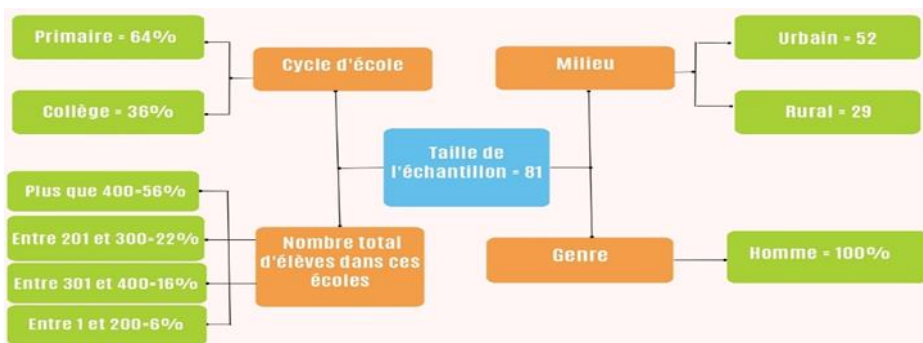 Primaire = 64%
Cycle d'école
Collège = 36%
Milieu
Urbain = 52
Rural = 29
Taille de
l'échantillon = 81
Plus que 400=56%
Entre 201 et 300=22%
Entre 301 et 400=16%
Entre 1 et 200=6%
Nombre total
d'élèves dans ces
écoles
Genre
Homme = 100%